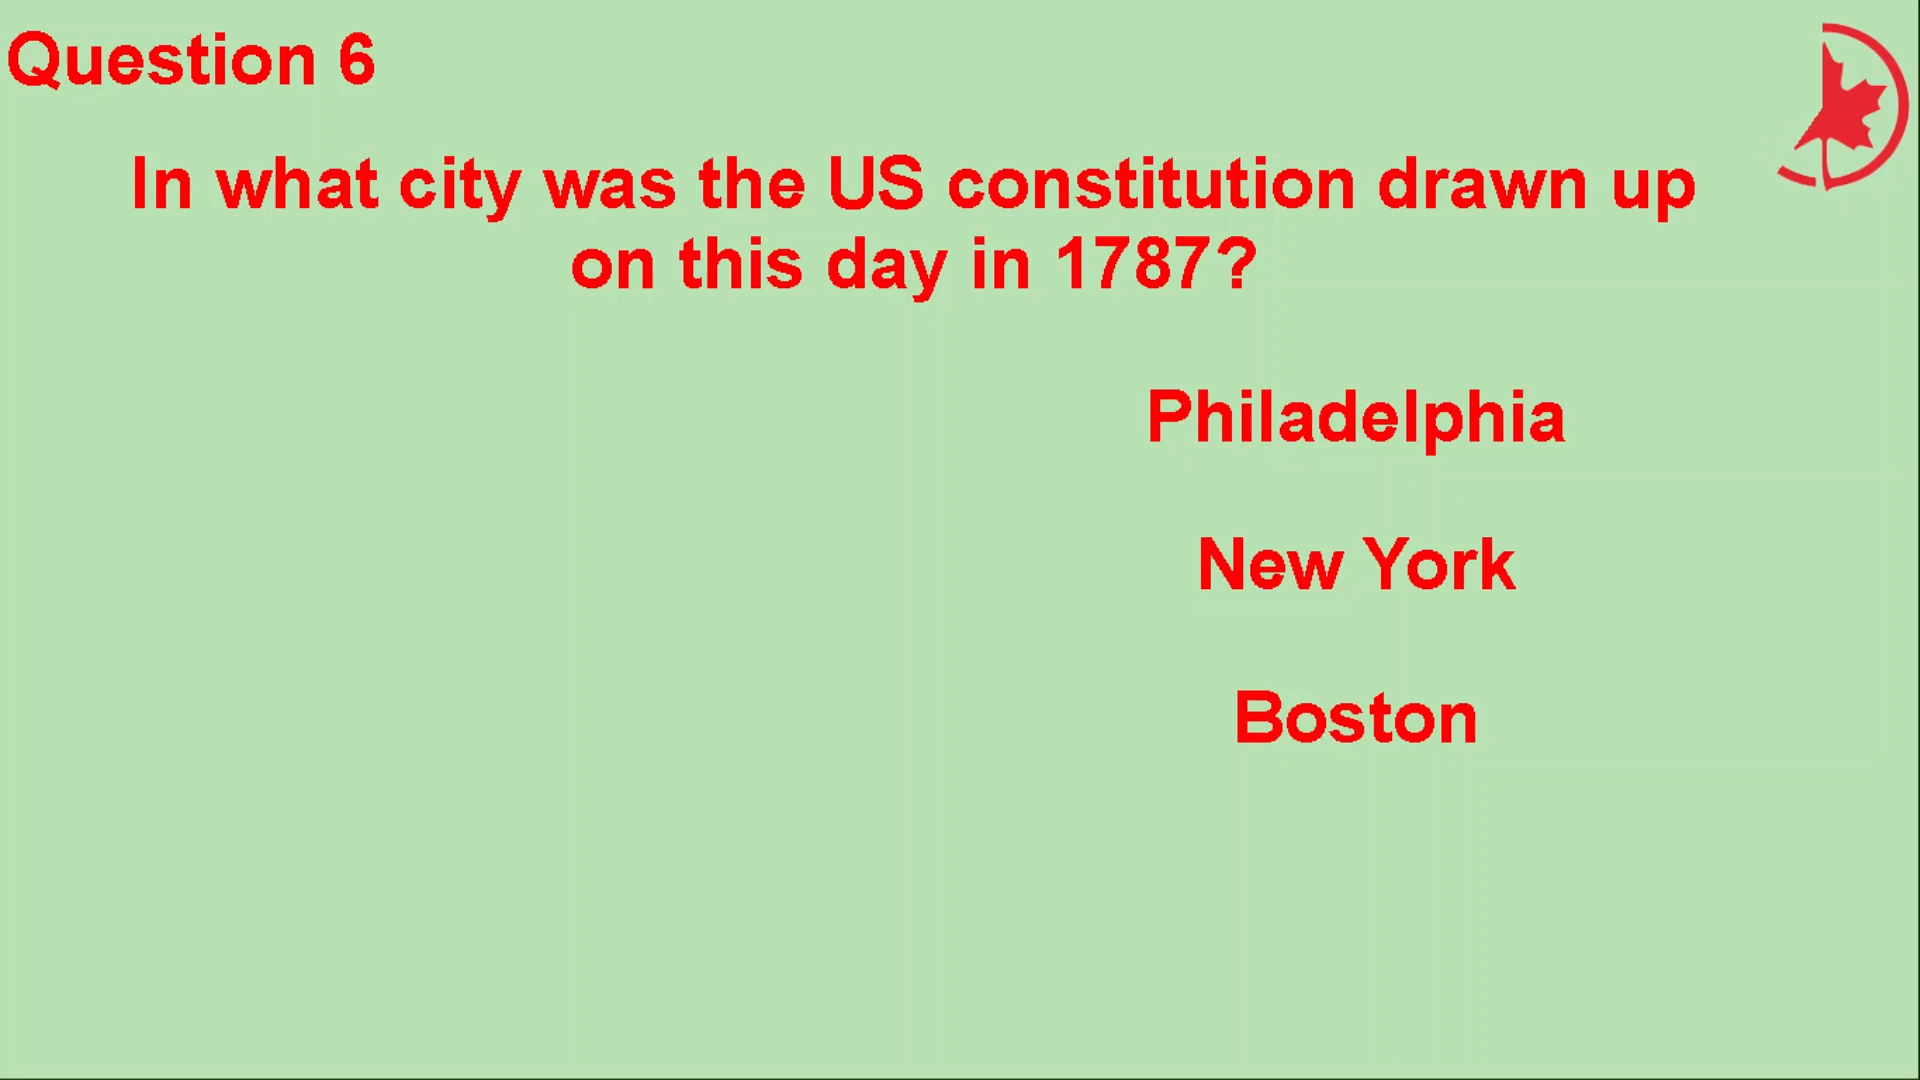 Question 6
In what city was the US constitution drawn up
on this day in 1787?
Philadelphia
New York
Boston